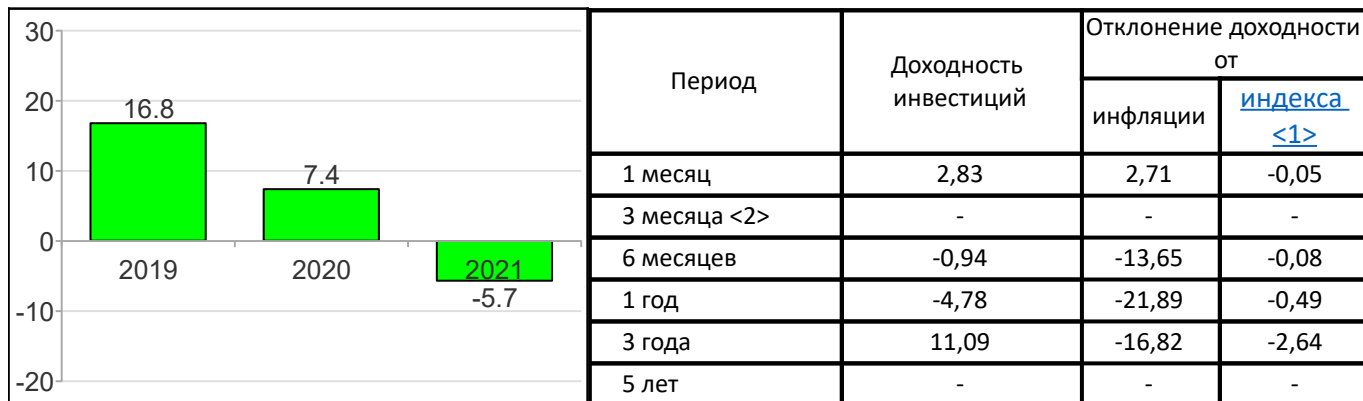 30
20
10
0
-10
-20
16.8
7.4
-5.7
2019
2020
2021
Период
Доходность
инвестиций
Отклонение доходности
от
инфляции
индекса
<1>
1 месяц 2,83 2,71 -0,05
3 месяца <2> - - -
6 месяцев -0,94 -13,65 -0,08
1 год -4,78 -21,89 -0,49
3 года 11,09 -16,82 -2,64
5 лет - - -